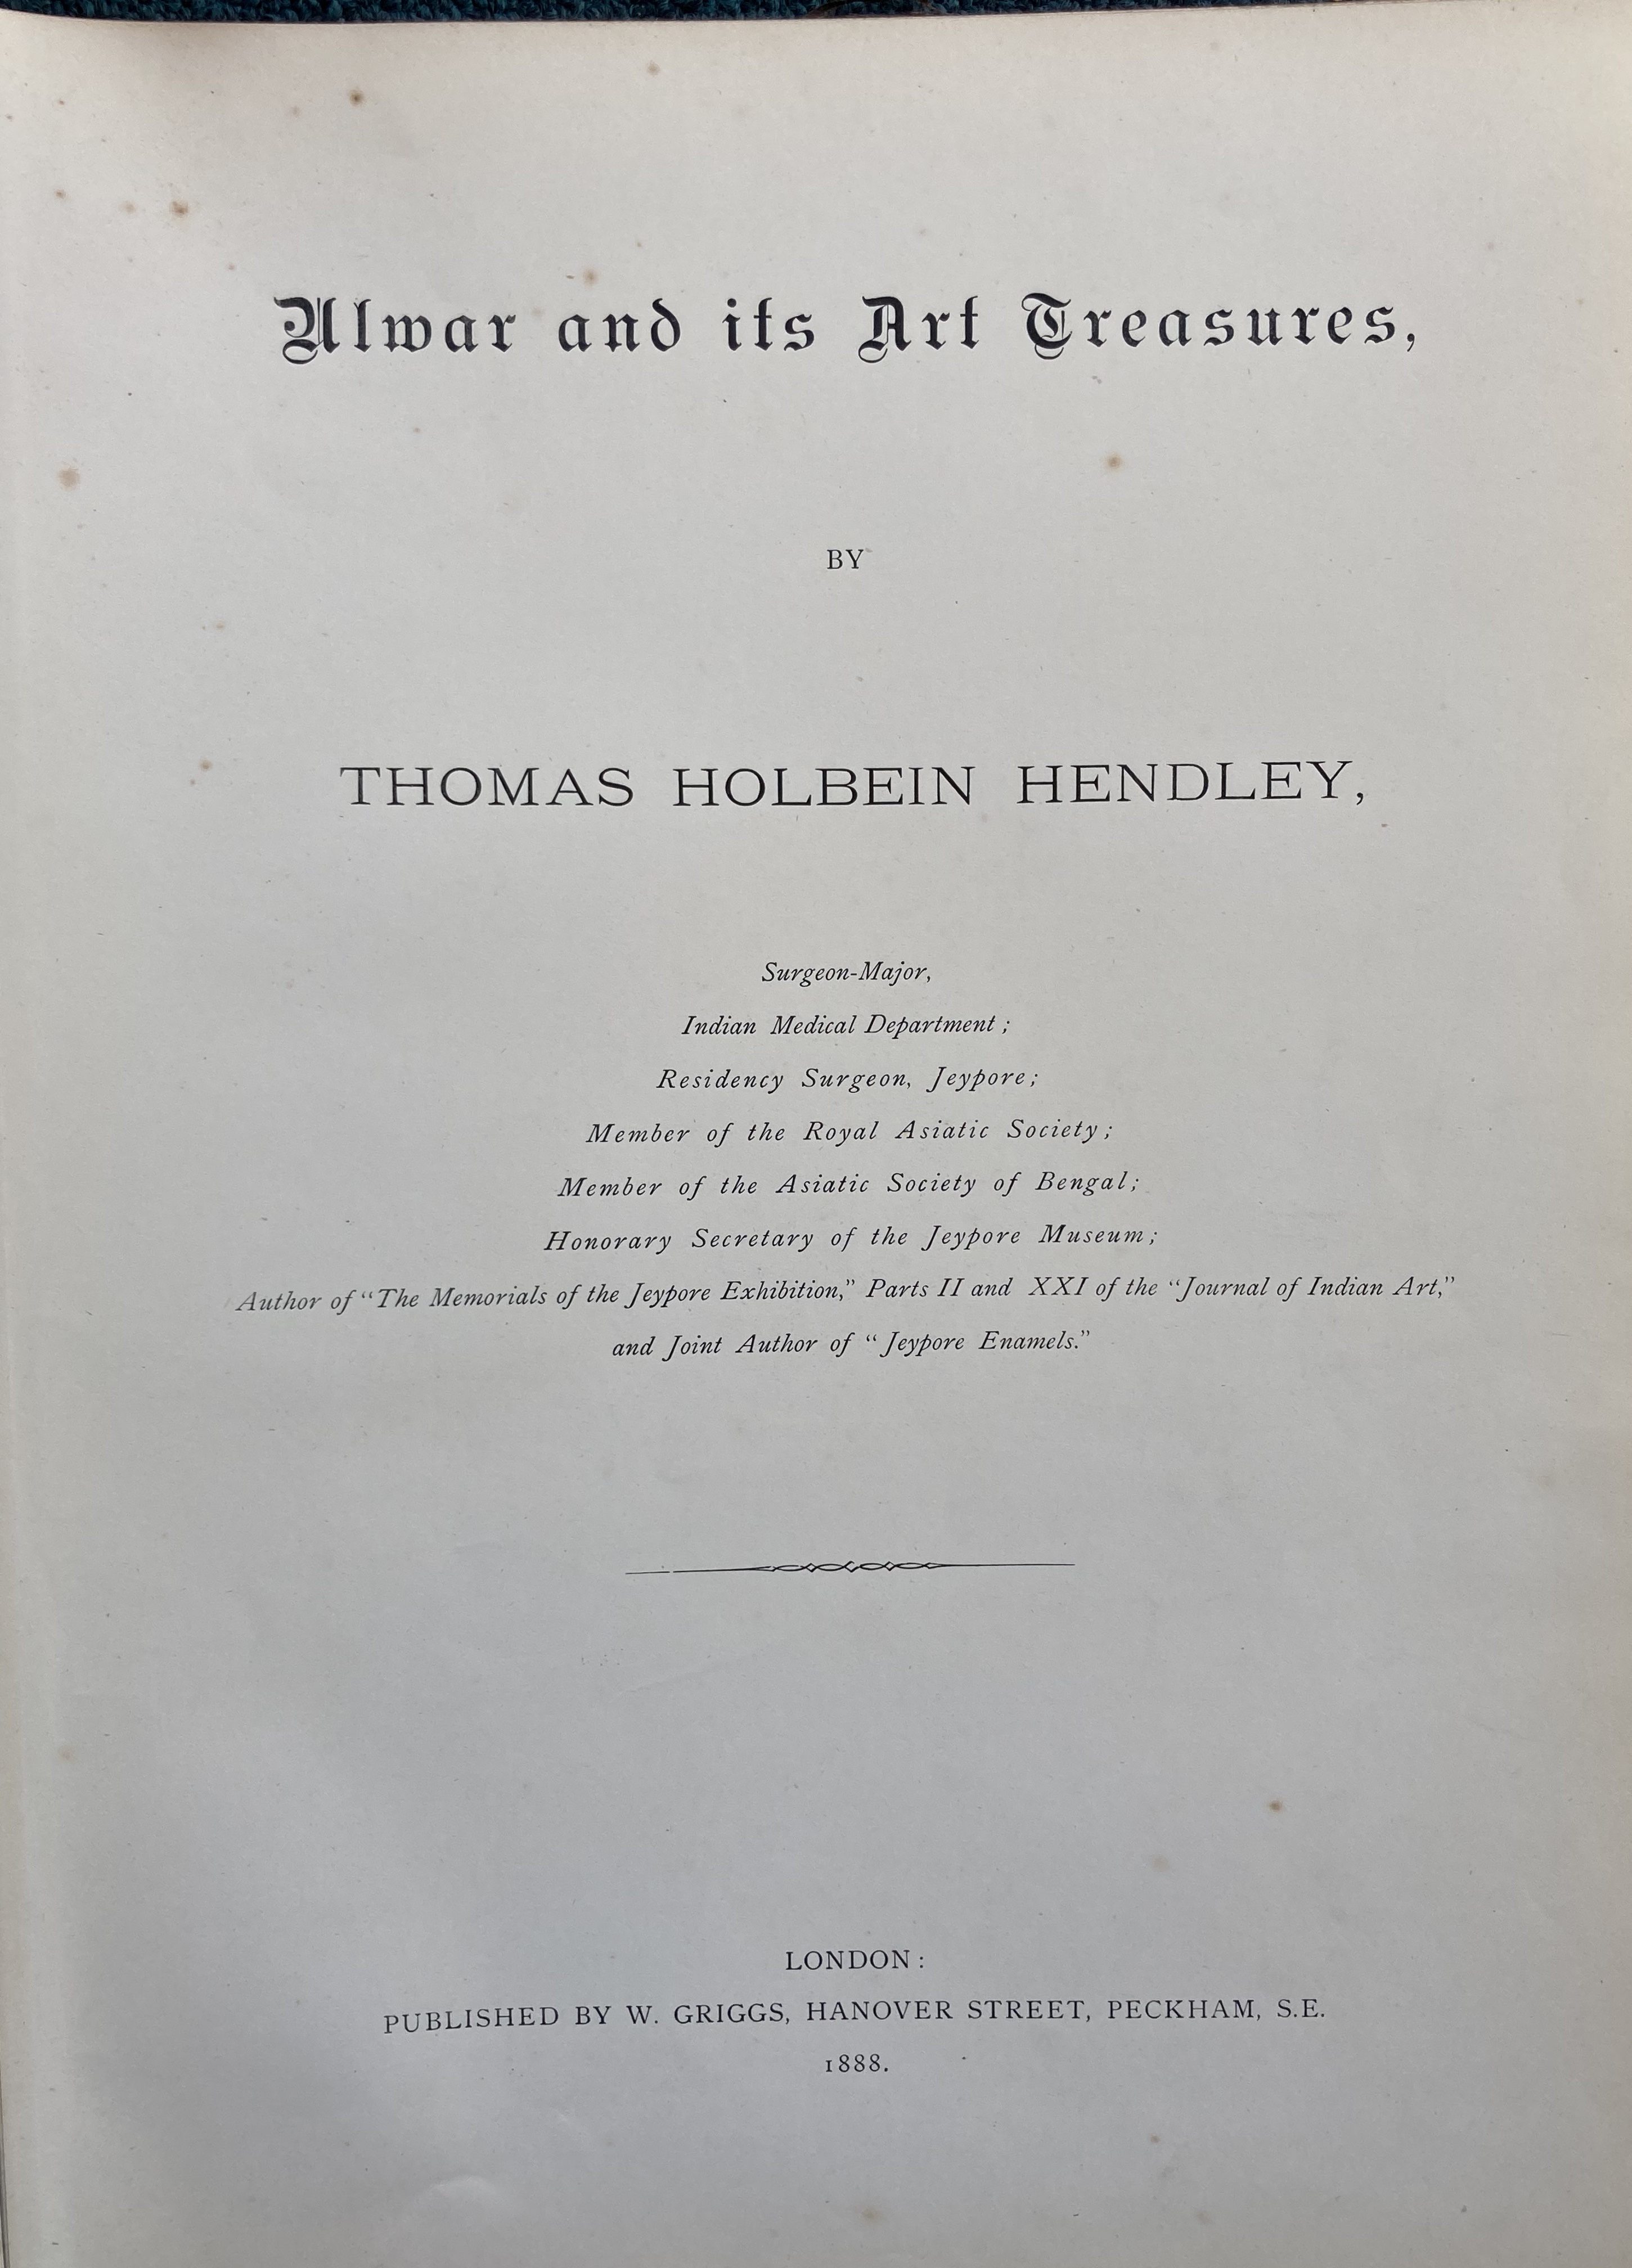 Ulwar and its Art Treasures,
BY
THOMAS HOLBEIN HENDLEY,
Surgeon-Major,
Indian Medical Department ;
Residency Surgeon, Jeypore ;
Member of the Royal Asiatic Society ;
Member of the Asiatic Society of Bengal ;
Honorary Secretary of the Jeypore Museum ;
Author of “The Memorials of the Jeypore Exhibition,” Parts II and XXI of the “Journal of Indian Art,”
and Joint Author of “Jeypore Enamels.”
LONDON :
PUBLISHED BY W. GRIGGS, HANOVER STREET, PECKHAM, S.E.
1888.